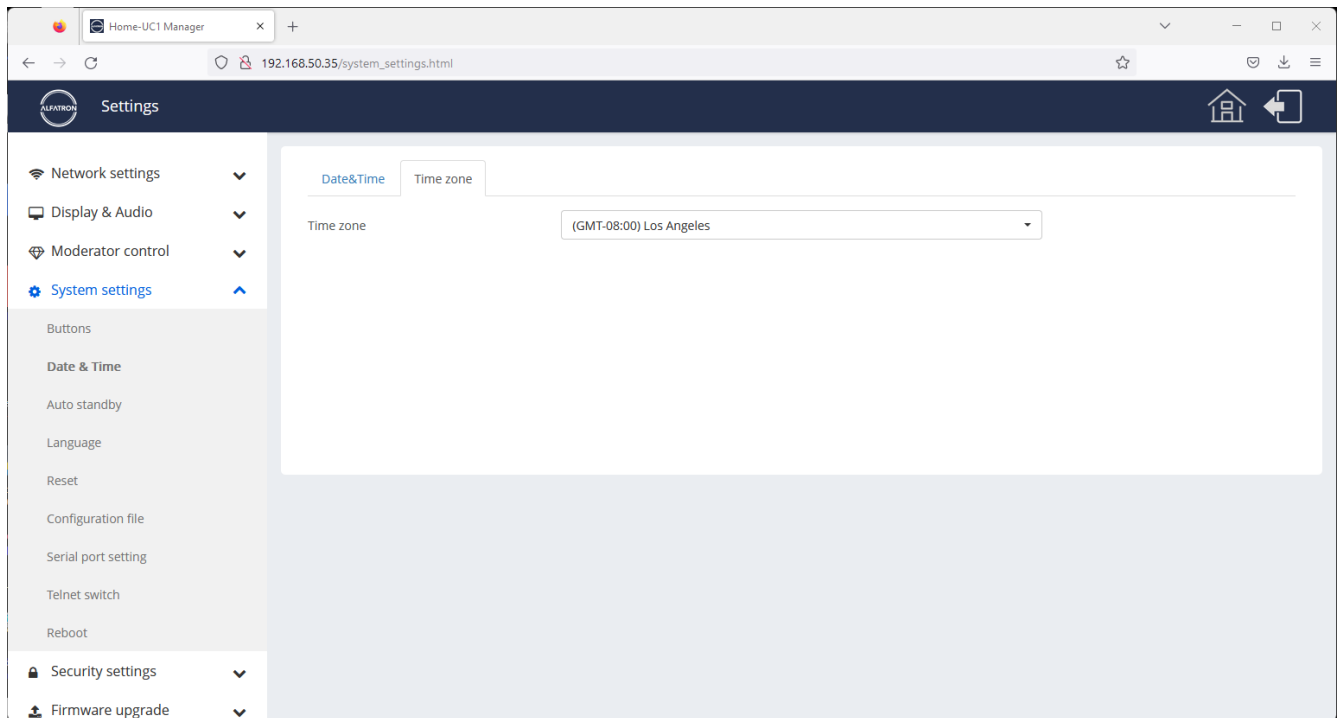 Home-UC1 Manager
192.168.50.35/system_settings.html
ALFATRON
Settings
Network settings
Display & Audio
Moderator control
System settings
Buttons
Date & Time
Auto standby
Language
Reset
Configuration file
Serial port setting
Telnet switch
Reboot
Security settings
Firmware upgrade
Date&Time
Time zone
Time zone
(GMT-08:00) Los Angeles